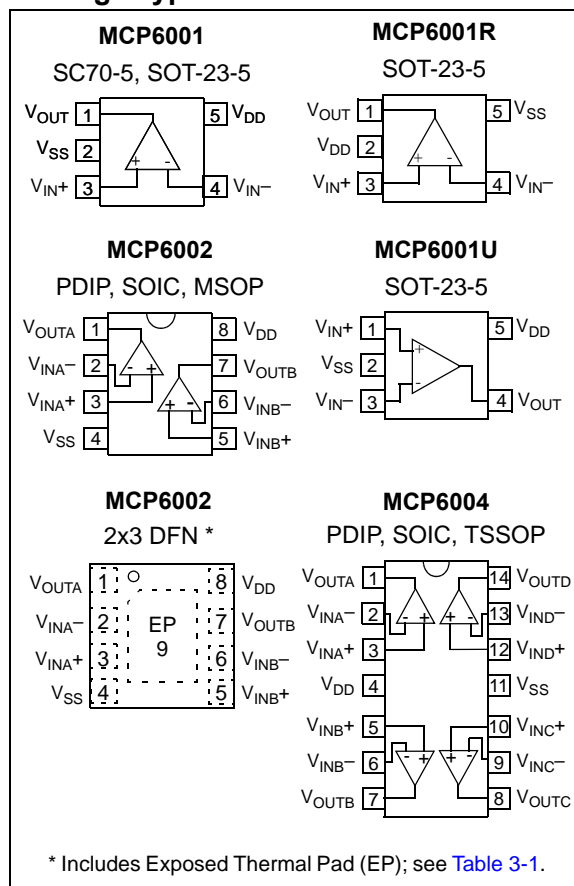 MCP6001
SC70-5, SOT-23-5
VOUT 1
5 VDD
VSS 2
+ -
VIN+ 3
4 VIN–
MCP6001R
SOT-23-5
VOUT 1
5 VSS
VDD 2
+ -
VIN+ 3
4 VIN–
MCP6002
PDIP, SOIC, MSOP
VOUTA 1
8 VDD
VINA– 2
- +
7 VOUTB
VINA+ 3
+ -
6 VINB–
VSS 4
5 VINB+
MCP6001U
SOT-23-5
VIN+ 1
+
5 VDD
VSS 2
VIN– 3
-
4 VOUT
MCP6002
2x3 DFN *
VOUTA 1
8 VDD
VINA– 2
EP
7 VOUTB
9
VINA+ 3
6 VINB–
VSS 4
5 VINB+
MCP6004
PDIP, SOIC, TSSOP
VOUTA 1
14 VOUTD
VINA– 2
- + + -
13 VIND–
VINA+ 3
12 VIND+
VDD 4
11 VSS
VINB+ 5
10 VINC+
VINB– 6
- + + -
9 VINC–
VOUTB 7
8 VOUTC
* Includes Exposed Thermal Pad (EP); see Table 3-1.